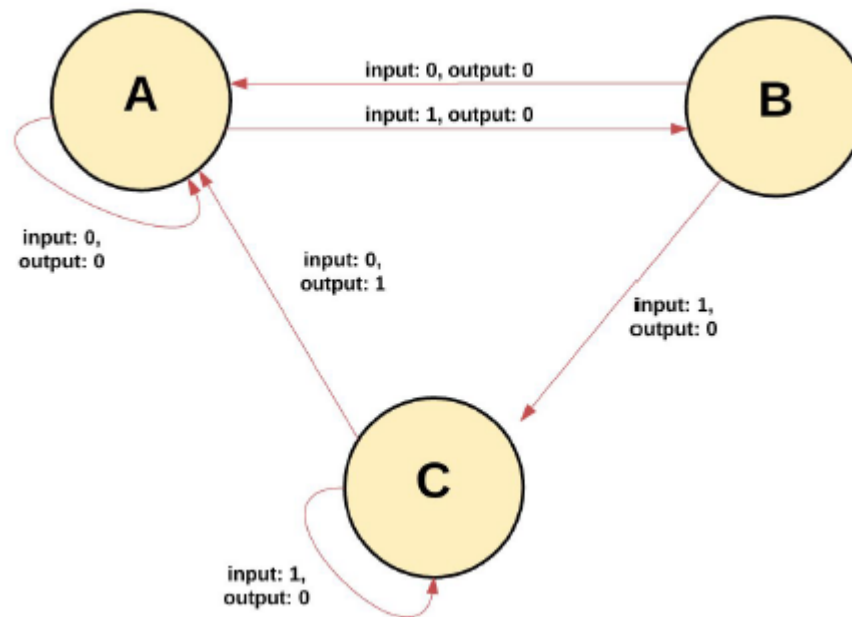 A
B
input: 0, output: 0
input: 1, output: 0
input: 0,
output: 0
input: 0,
output: 1
input: 1,
output: 0
C
input: 1,
output: 0